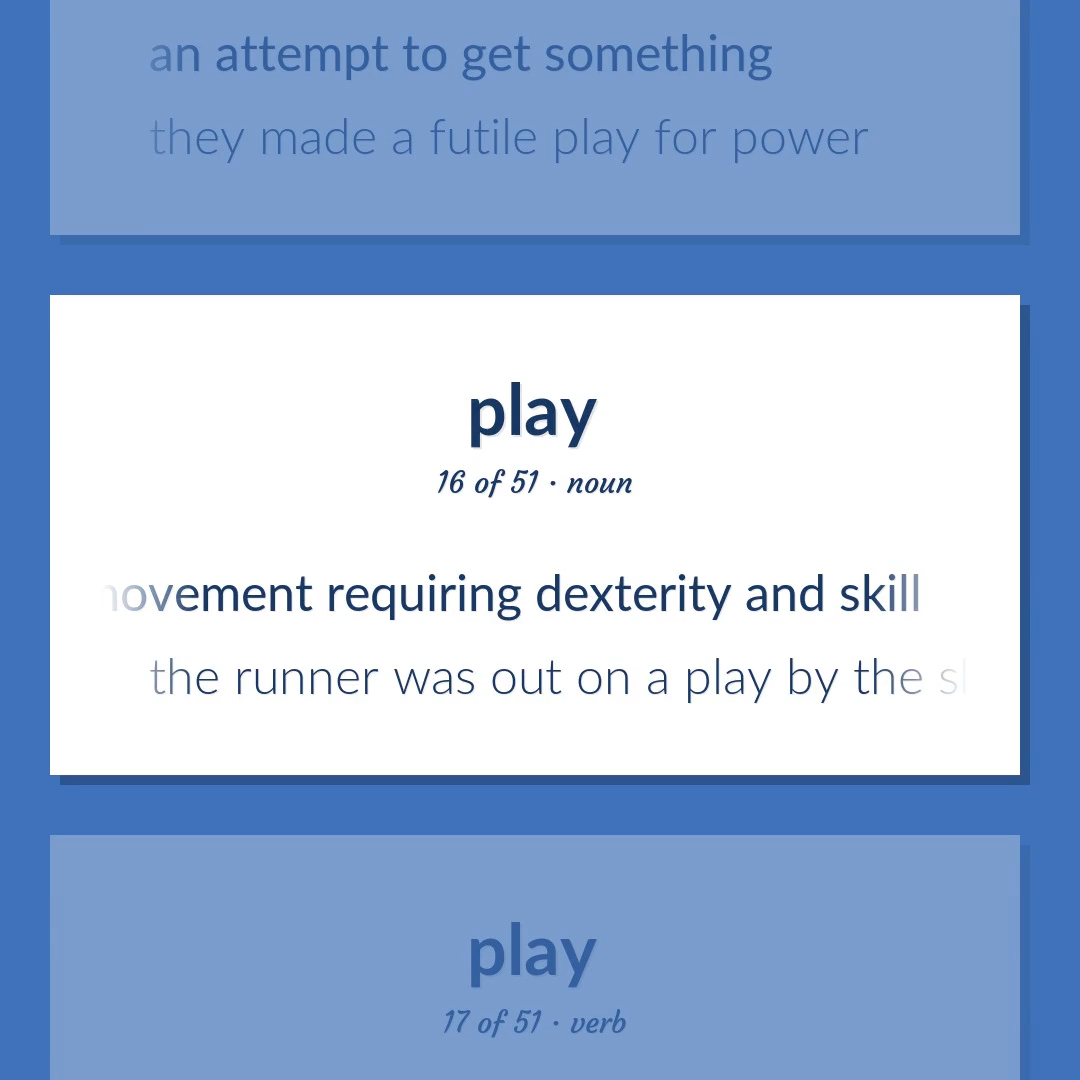 an attempt to get something
they made a futile play for power
play
16 of 51 · noun
requiring dexterity and skill
the runner was out on a play by the
play
17 of 51 · verb